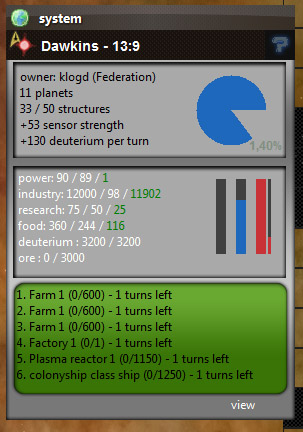 system
Dawkins - 13:9
owner: klogd (Federation)
11 planets
33 / 50 structures
+53 sensor strength
+130 deuterium per turn
1,40%
power: 90 / 89 / 1
industry: 12000 / 98 / 11902
research: 75 / 50 / 25
food: 360 / 244 / 116
deuterium : 3200 / 3200
ore : 0 / 3000
1. Farm 1 (0/600) - 1 turns left
2. Farm 1 (0/600) - 1 turns left
3. Farm 1 (0/600) - 1 turns left
4. Factory 1 (0/1) - 1 turns left
5. Plasma reactor 1 (0/1150) - 1 turns left
6. colonyship class ship (0/1250) - 1 turns left
view